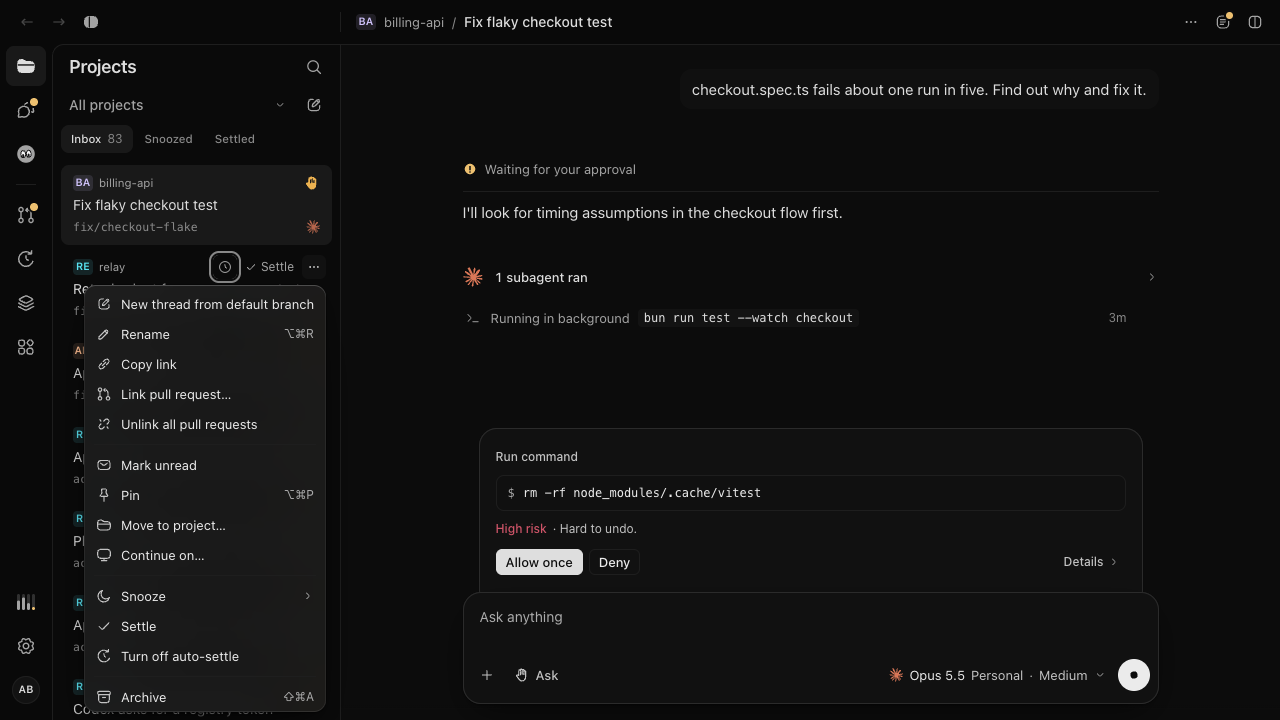 BA billing-api / Fix flaky checkout test
Projects
All projects
Inbox 83 Snoozed Settled
BA billing-api
Fix flaky checkout test
fix/checkout-flake
RE relay
Settle
New thread from default branch
Rename ⌥⌘R
Copy link
Link pull request…
Unlink all pull requests
Mark unread
Pin ⌥⌘P
Move to project…
Continue on…
Snooze
Settle
Turn off auto-settle
Archive ⇧⌘A
AB
checkout.spec.ts fails about one run in five. Find out why and fix it.
Waiting for your approval
I'll look for timing assumptions in the checkout flow first.
1 subagent ran
Running in background bun run test --watch checkout 3m
Run command
$ rm -rf node_modules/.cache/vitest
High risk · Hard to undo.
Allow once Deny Details
Ask anything
Ask
Opus 5.5 Personal · Medium